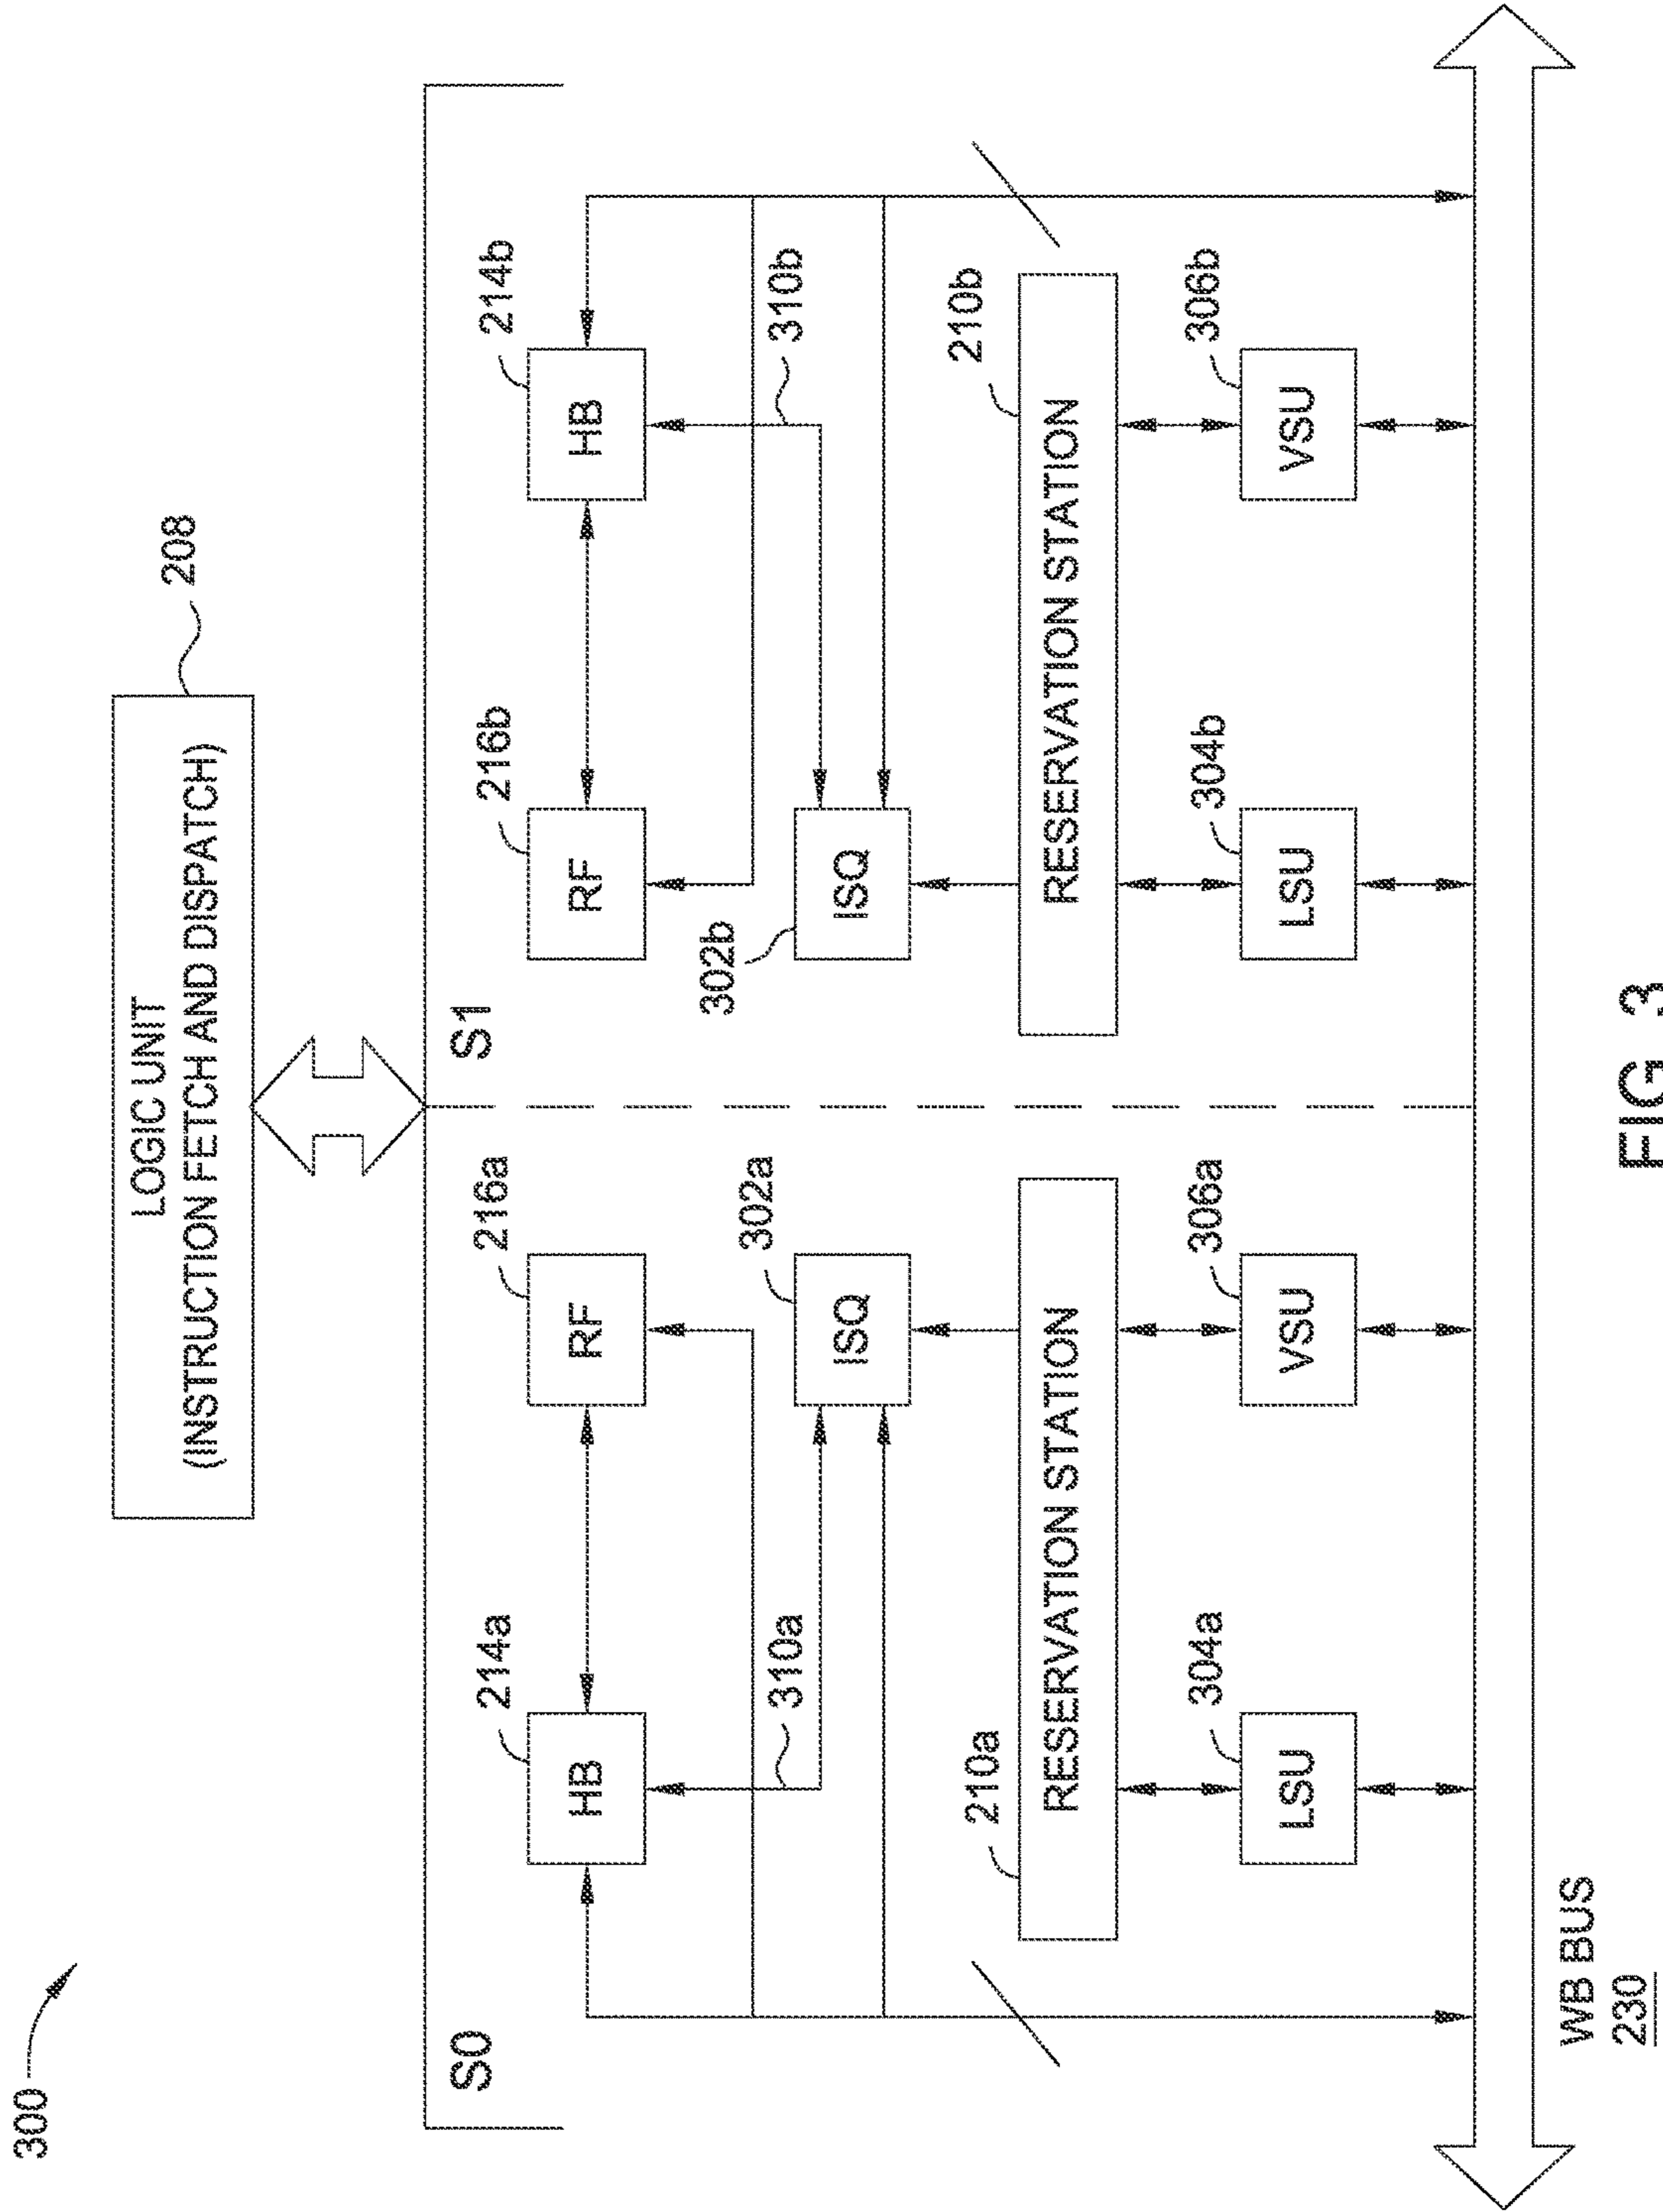 300
LOGIC UNIT
(INSTRUCTION FETCH AND DISPATCH)
208
S0
S1
214a
216a
216b
214b
HB
RF
RF
HB
310a
302a
302b
310b
ISQ
ISQ
210a
210b
RESERVATION STATION
RESERVATION STATION
304a
306a
304b
306b
LSU
VSU
LSU
VSU
WB BUS
230
FIG. 3